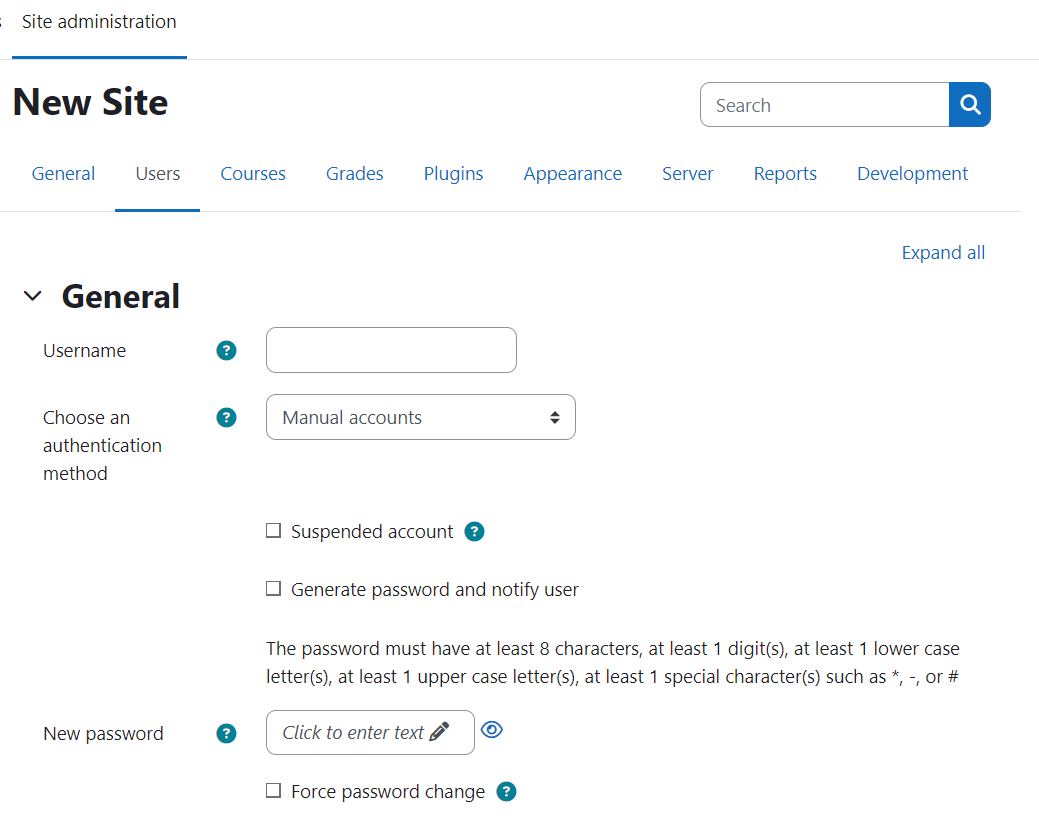 Site administration
New Site
Search
General Users Courses Grades Plugins Appearance Server Reports Development
Expand all
General
Username
Choose an
authentication
method
Manual accounts
Suspended account
Generate password and notify user
The password must have at least 8 characters, at least 1 digit(s), at least 1 lower case
letter(s), at least 1 upper case letter(s), at least 1 special character(s) such as *, -, or #
New password
Click to enter text
Force password change